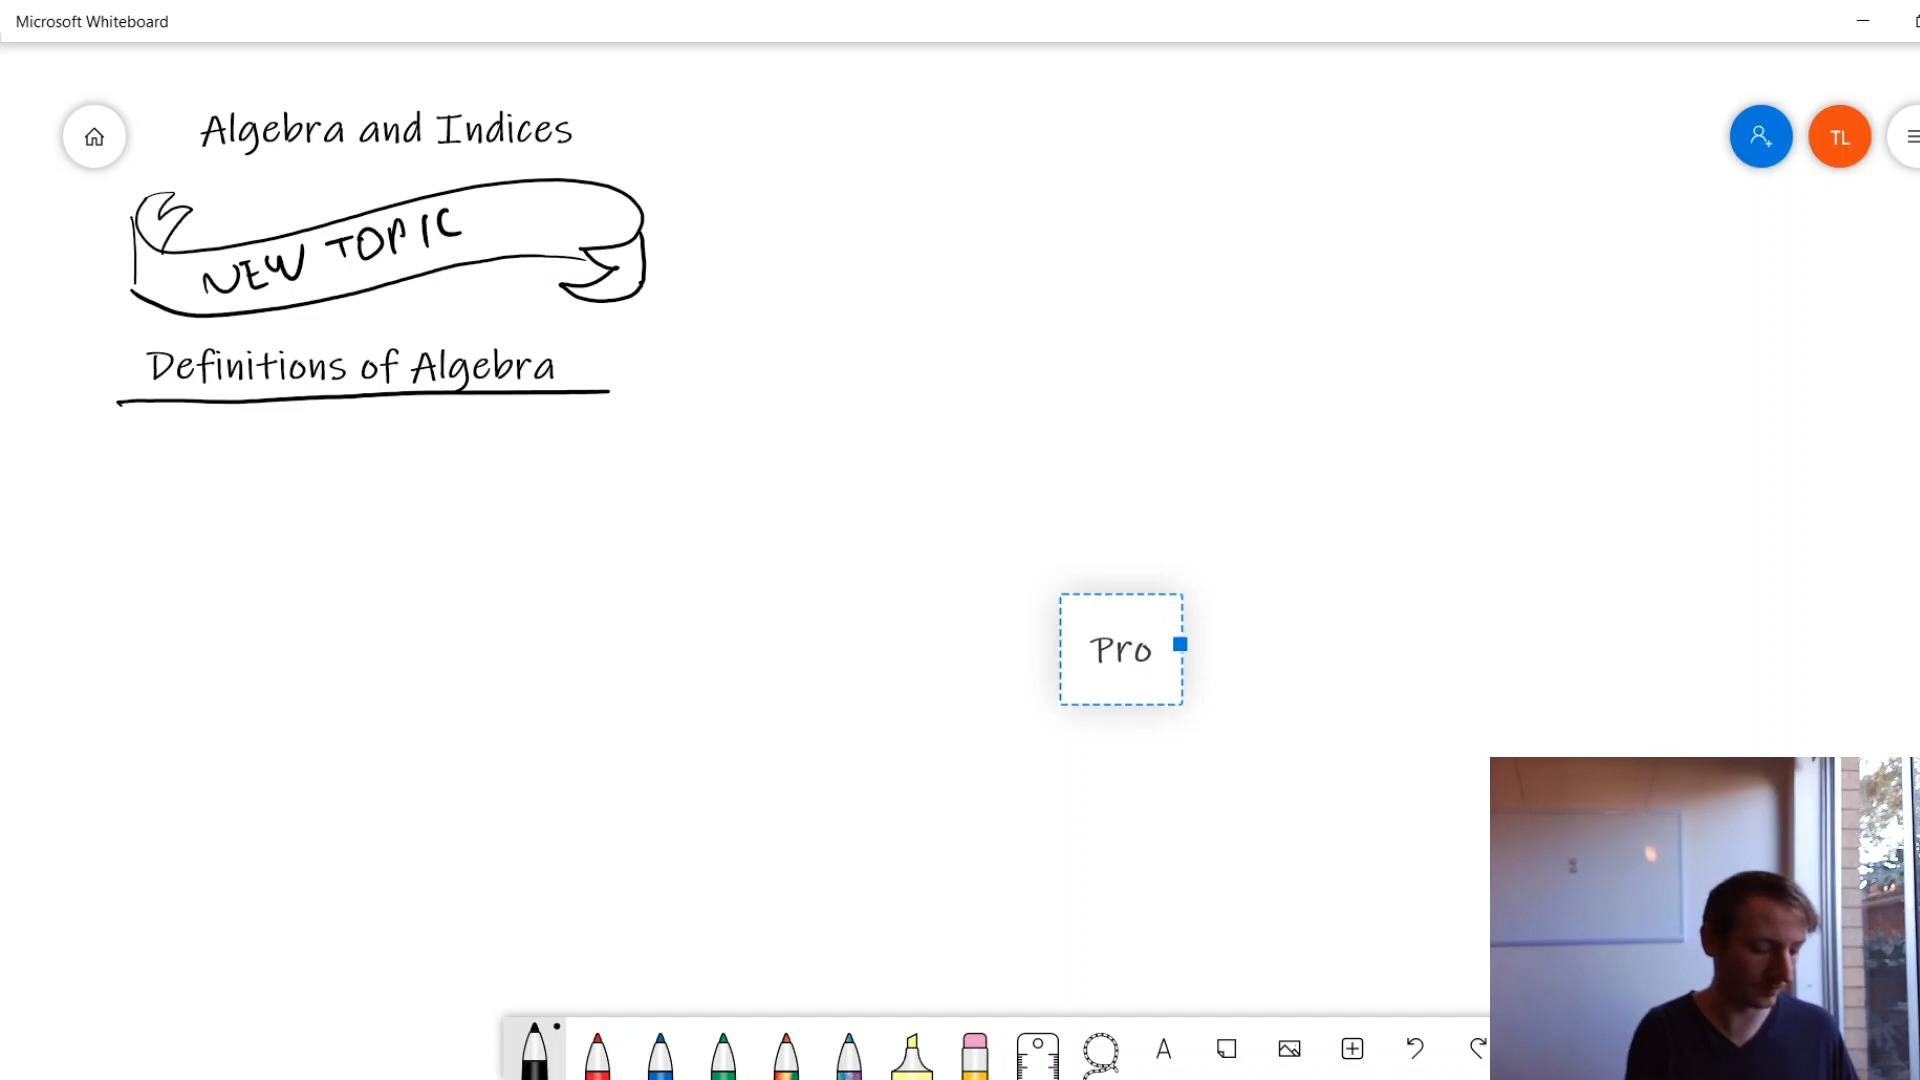 Microsoft Whiteboard
Algebra and Indices
TL
NEW TOPIC
Definitions of Algebra
Pro
A